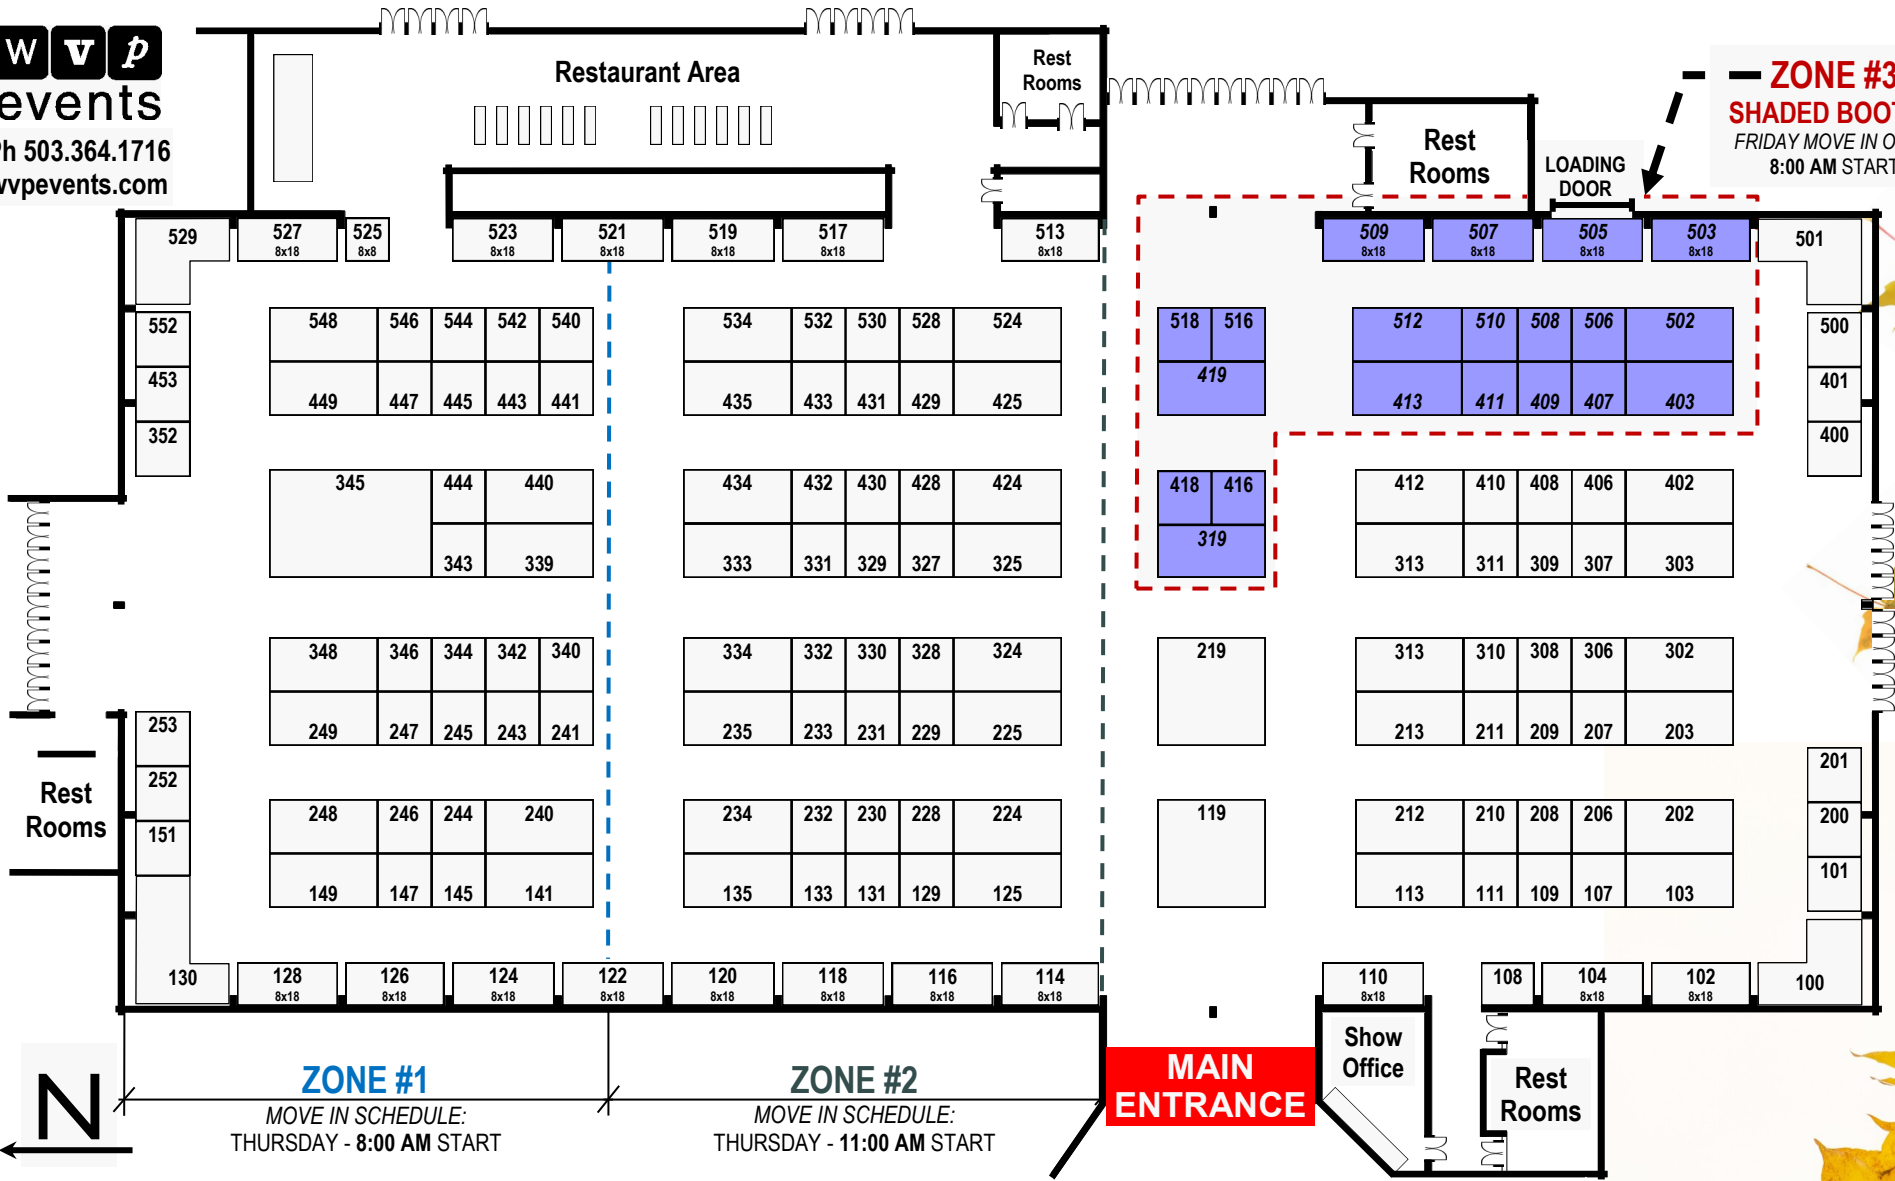 w v p
events
Ph 503.364.1716
wvpevents.com
Restaurant Area
Rest
Rooms
Rest
Rooms
LOADING
DOOR
ZONE #3
SHADED BOOT
FRIDAY MOVE IN O
8:00 AM START
529
527
8x18
525
8x8
523
8x18
521
8x18
519
8x18
517
8x18
513
8x18
509
8x18
507
8x18
505
8x18
503
8x18
501
552
453
352
548 546 544 542 540
449 447 445 443 441
534 532 530 528 524
435 433 431 429 425
518 516
419
512 510 508 506 502
413 411 409 407 403
500
401
400
345 444 440
343 339
434 432 430 428 424
333 331 329 327 325
418 416
319
412 410 408 406 402
313 311 309 307 303
348 346 344 342 340
249 247 245 243 241
334 332 330 328 324
235 233 231 229 225
219
313 310 308 306 302
213 211 209 207 203
253
252
151
130
Rest
Rooms
248 246 244 240
149 147 145 141
234 232 230 228 224
135 133 131 129 125
119
212 210 208 206 202
113 111 109 107 103
201
200
101
100
128
8x18
126
8x18
124
8x18
122
8x18
120
8x18
118
8x18
116
8x18
114
8x18
110
8x18
108
104
8x18
102
8x18
N
ZONE #1
MOVE IN SCHEDULE:
THURSDAY - 8:00 AM START
ZONE #2
MOVE IN SCHEDULE:
THURSDAY - 11:00 AM START
MAIN
ENTRANCE
Show
Office
Rest
Rooms